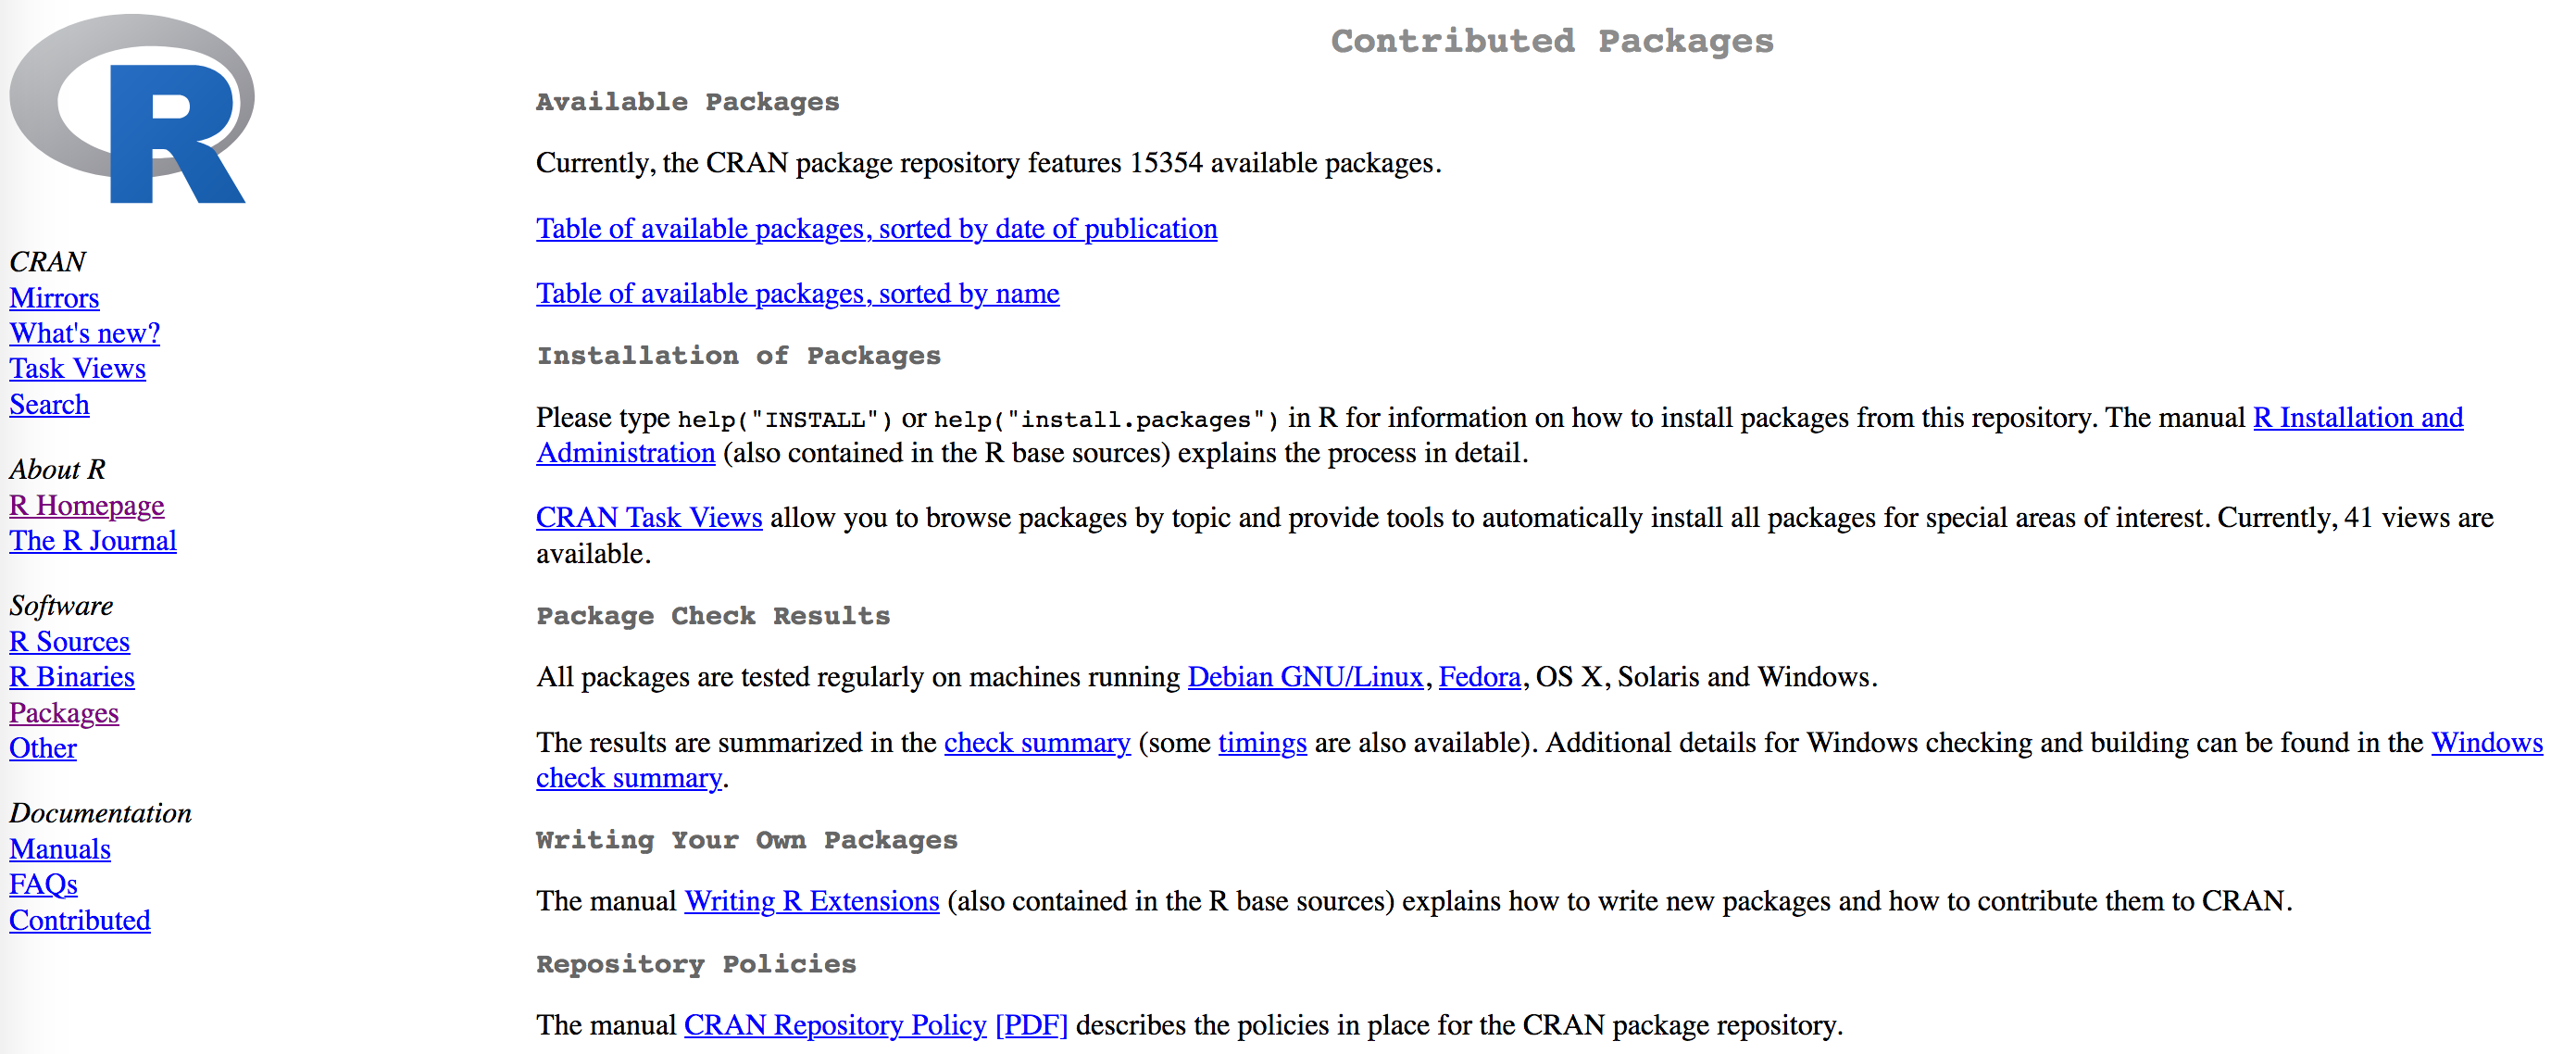 R
CRAN
Mirrors
What's new?
Task Views
Search
About R
R Homepage
The R Journal
Software
R Sources
R Binaries
Packages
Other
Documentation
Manuals
FAQs
Contributed
Contributed Packages
Available Packages
Currently, the CRAN package repository features 15354 available packages.
Table of available packages, sorted by date of publication
Table of available packages, sorted by name
Installation of Packages
Please type help("INSTALL") or help("install.packages") in R for information on how to install packages from this repository. The manual R Installation and
Administration (also contained in the R base sources) explains the process in detail.
CRAN Task Views allow you to browse packages by topic and provide tools to automatically install all packages for special areas of interest. Currently, 41 views are
available.
Package Check Results
All packages are tested regularly on machines running Debian GNU/Linux, Fedora, OS X, Solaris and Windows.
The results are summarized in the check summary (some timings are also available). Additional details for Windows checking and building can be found in the Windows
check summary.
Writing Your Own Packages
The manual Writing R Extensions (also contained in the R base sources) explains how to write new packages and how to contribute them to CRAN.
Repository Policies
The manual CRAN Repository Policy [PDF] describes the policies in place for the CRAN package repository.